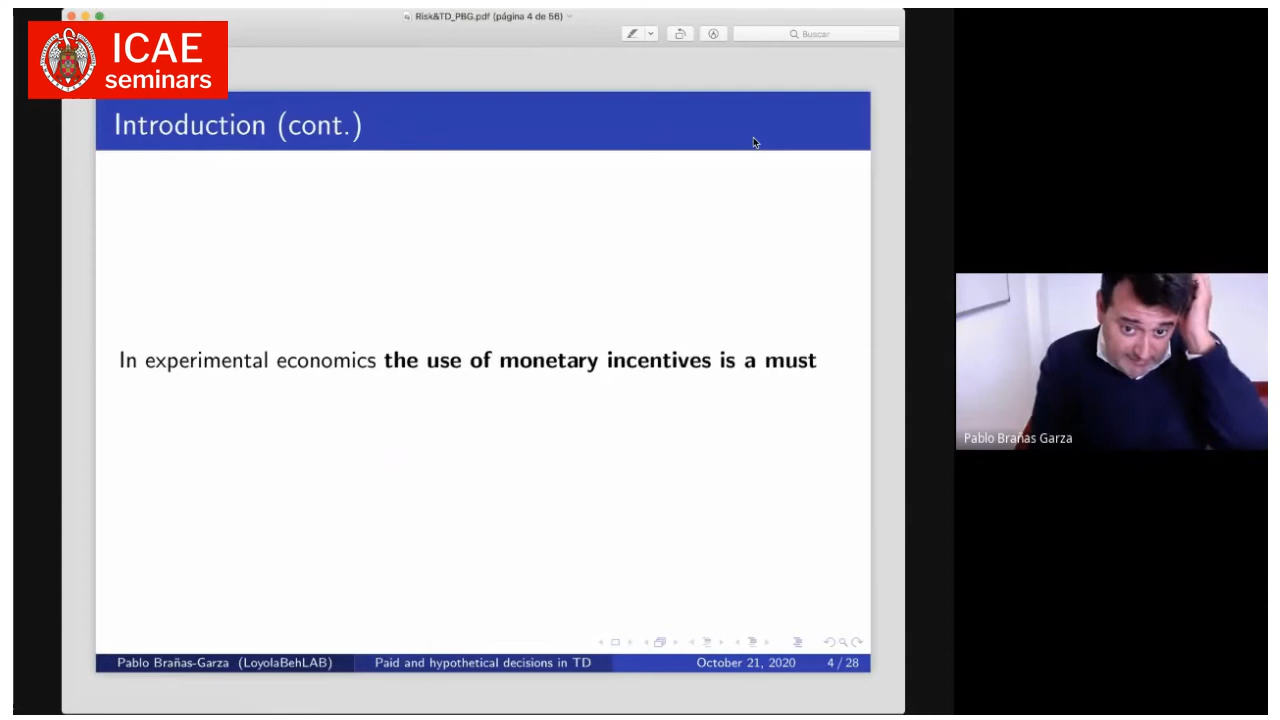 Risk&TD_PBG.pdf (página 4 de 56)
Buscar
ICAE
seminars
Introduction (cont.)
In experimental economics the use of monetary incentives is a must
Pablo Brañas Garza
Pablo Brañas-Garza (LoyolaBehLAB) Paid and hypothetical decisions in TD October 21, 2020 4 / 28